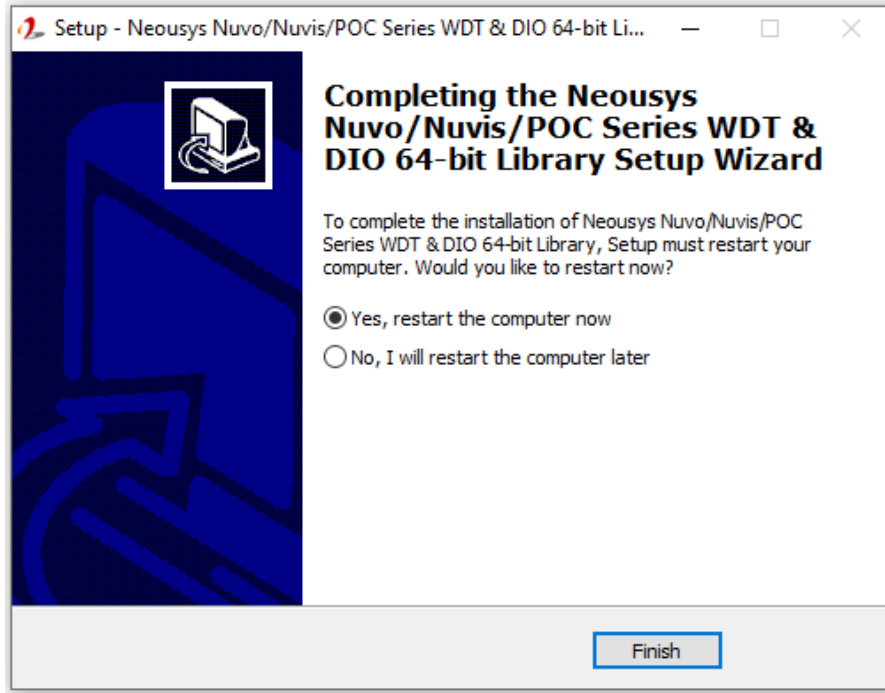 Setup - Neousys Nuvo/Nuvis/POC Series WDT & DIO 64-bit Li...
Completing the Neousys
Nuvo/Nuvis/POC Series WDT &
DIO 64-bit Library Setup Wizard
To complete the installation of Neousys Nuvo/Nuvis/POC
Series WDT & DIO 64-bit Library, Setup must restart your
computer. Would you like to restart now?
Yes, restart the computer now
No, I will restart the computer later
Finish